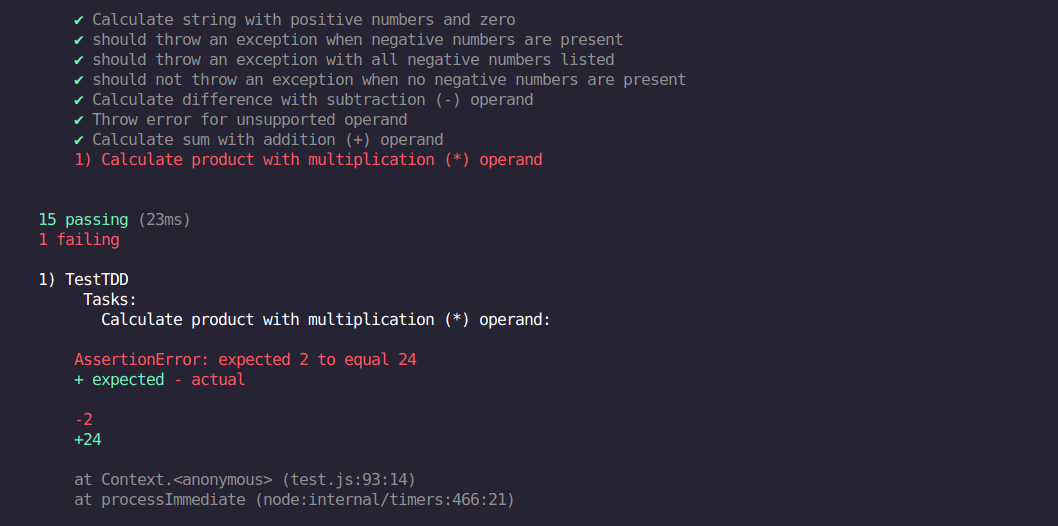 ✔ Calculate string with positive numbers and zero
✔ should throw an exception when negative numbers are present
✔ should throw an exception with all negative numbers listed
✔ should not throw an exception when no negative numbers are present
✔ Calculate difference with subtraction (-) operand
✔ Throw error for unsupported operand
✔ Calculate sum with addition (+) operand
1) Calculate product with multiplication (*) operand
15 passing (23ms)
1 failing
1) TestTDD
Tasks:
Calculate product with multiplication (*) operand:
AssertionError: expected 2 to equal 24
+ expected - actual
-2
+24
at Context.<anonymous> (test.js:93:14)
at processImmediate (node:internal/timers:466:21)